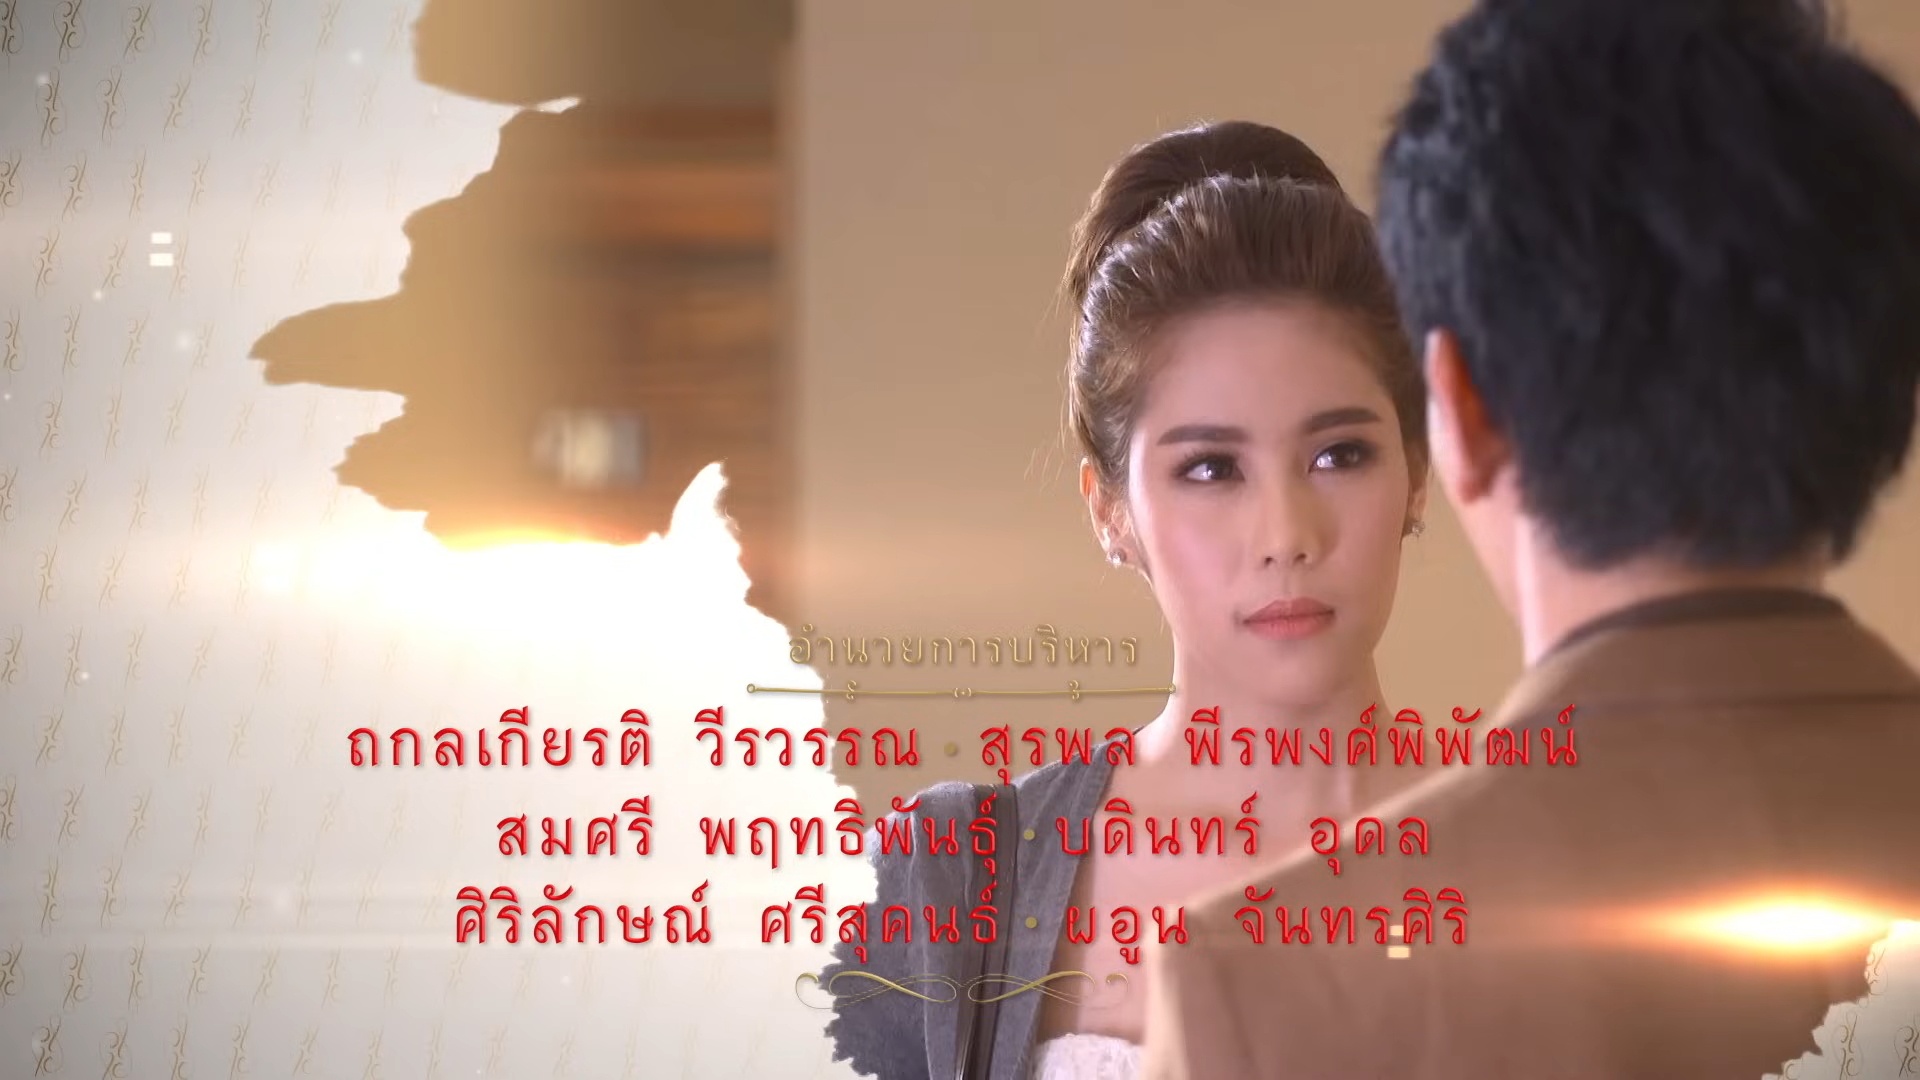 อำนวยการบริหาร
ถกลเกียรติ วีรวรรณ • สุรพล พีรพงศ์พิพัฒน์
สมศรี พฤทธิพันธุ์ • บดินทร์ อุดล
ศิริลักษณ์ ศรีสุคนธ์ • ผอูน จันทรศิริ